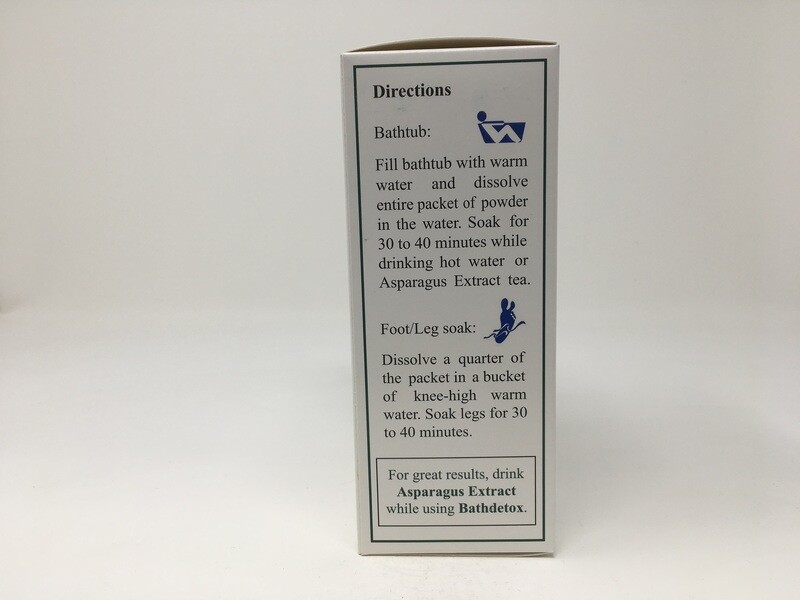 Directions
Bathtub:
Fill bathtub with warm
water and dissolve
entire packet of powder
in the water. Soak for
30 to 40 minutes while
drinking hot water or
Asparagus Extract tea.
Foot/Leg soak:
Dissolve a quarter of
the packet in a bucket
of knee-high warm
water. Soak legs for 30
to 40 minutes.
For great results, drink
Asparagus Extract
while using Bathdetox.